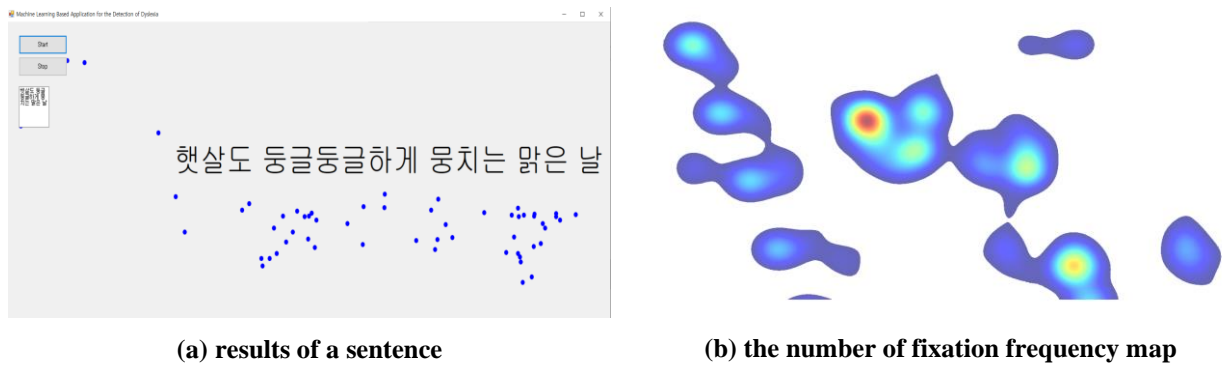 Machine Learning Based Application for the Detection of Dyslexia
Start
Stop
햇살도 둥글둥글하게 뭉치는 맑은 날
(a) results of a sentence
(b) the number of fixation frequency map